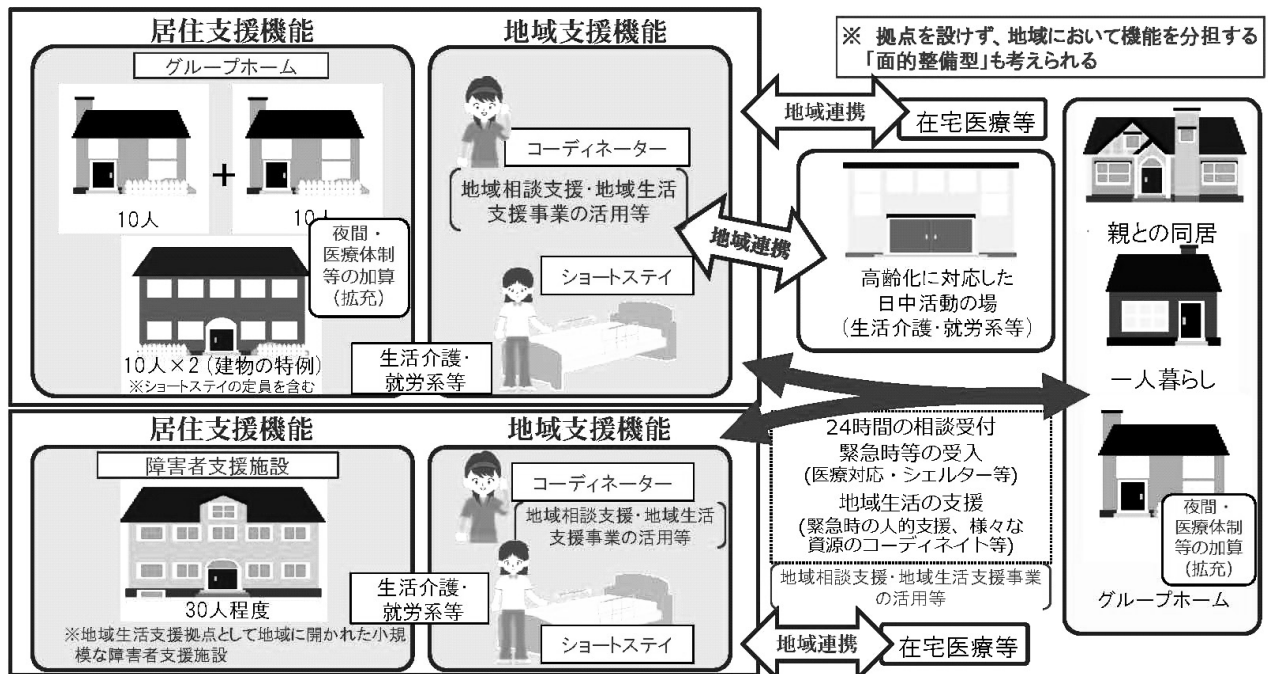 居住支援機能
グループホーム
+
10人
10人
夜間・
医療体制
等の加算
(拡充)
10人×2(建物の特例)
※ショートステイの定員を含む
地域支援機能
コーディネーター
地域相談支援・地域生活
支援事業の活用等
ショートステイ
生活介護・
就労系等
※ 拠点を設けず、地域において機能を分担する
「面的整備型」も考えられる
地域連携
在宅医療等
地域連携
高齢化に対応した
日中活動の場
(生活介護・就労系等)
親との同居
一人暮らし
夜間・
医療体制
等の加算
(拡充)
グループホーム
24時間の相談受付
緊急時等の受入
(医療対応・シェルター等)
地域生活の支援
(緊急時の人的支援、様々な
資源のコーディネイト等)
地域相談支援・地域生活支援事業
の活用等
居住支援機能
障害者支援施設
30人程度
※地域生活支援拠点として地域に開かれた小規
模な障害者支援施設
地域支援機能
コーディネーター
地域相談支援・地域生活
支援事業の活用等
生活介護・
就労系等
ショートステイ
地域連携
在宅医療等